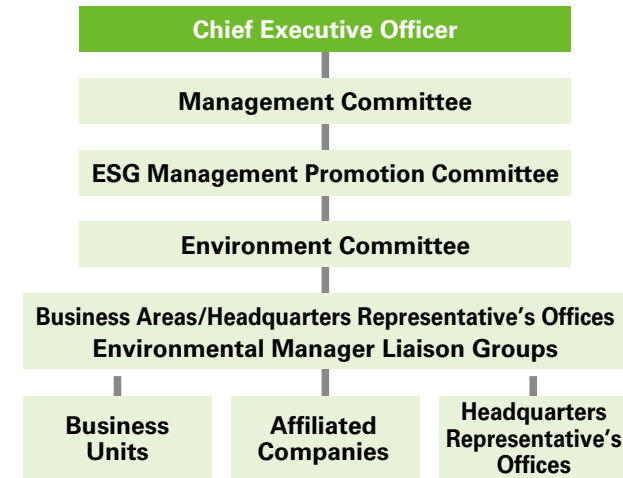 Chief Executive Officer
Management Committee
ESG Management Promotion Committee
Environment Committee
Business Areas/Headquarters Representative's Offices
Environmental Manager Liaison Groups
Business
Units
Affiliated
Companies
Headquarters
Representative's
Offices